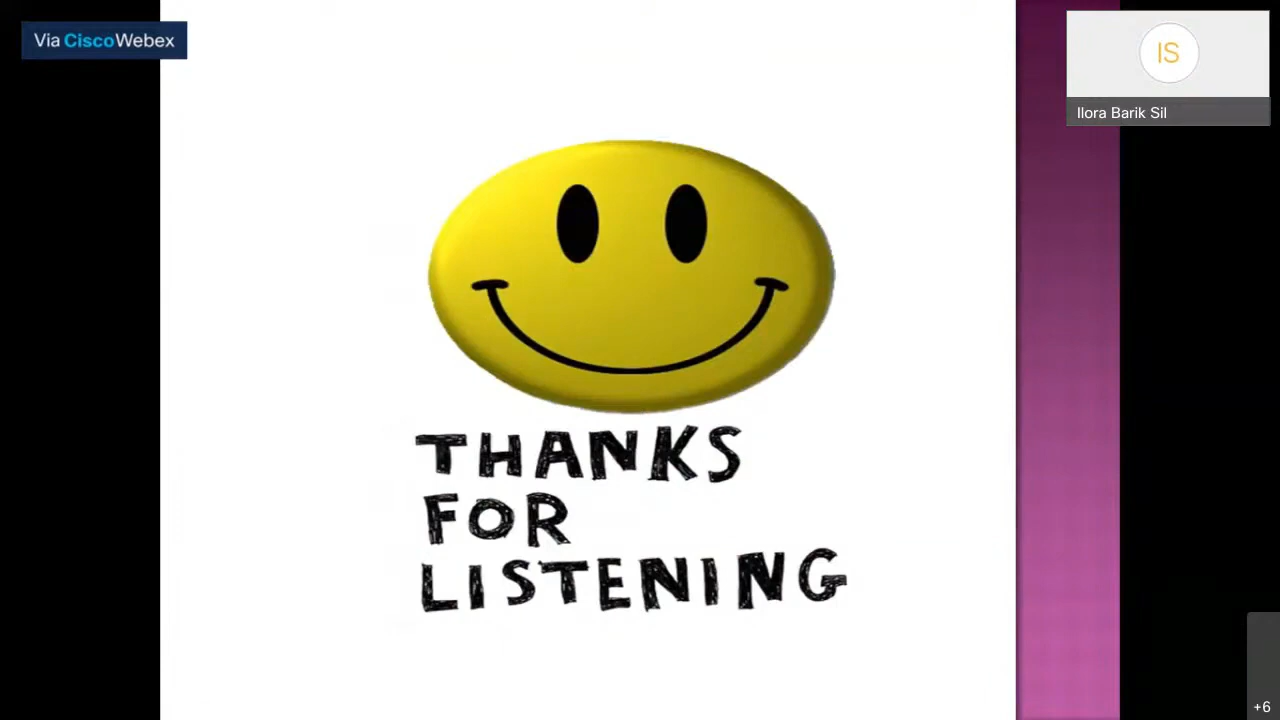 Via CiscoWebex
IS
Ilora Barik Sil
THANKS
FOR
LISTENING
+6